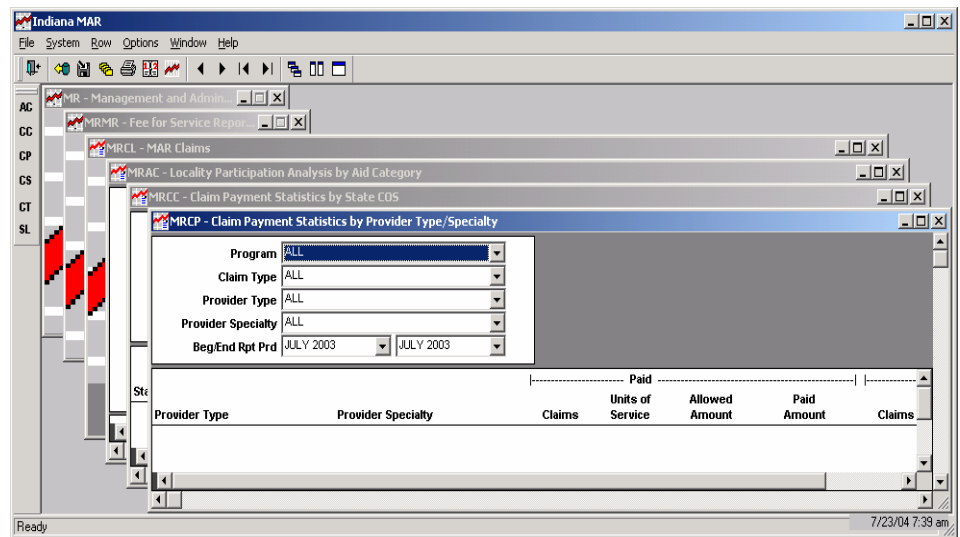 Indiana MAR
File System Row Options Window Help
AC
CC
CP
CS
CT
SL
MR - Management and Admin...
MRMR - Fee for Service Repor...
MRCL - MAR Claims
MRAC - Locality Participation Analysis by Aid Category
MRCC - Claim Payment Statistics by State COS
MRCP - Claim Payment Statistics by Provider Type/Specialty
Program ALL
Claim Type ALL
Provider Type ALL
Provider Specialty ALL
Beg/End Rpt Prd JULY 2003 JULY 2003
Sta
|---------------------- Paid ---------------------------------------------| |------------
Provider Type Provider Specialty Claims Units of Service Allowed Amount Paid Amount Claims
Ready 7/23/04 7:39 am